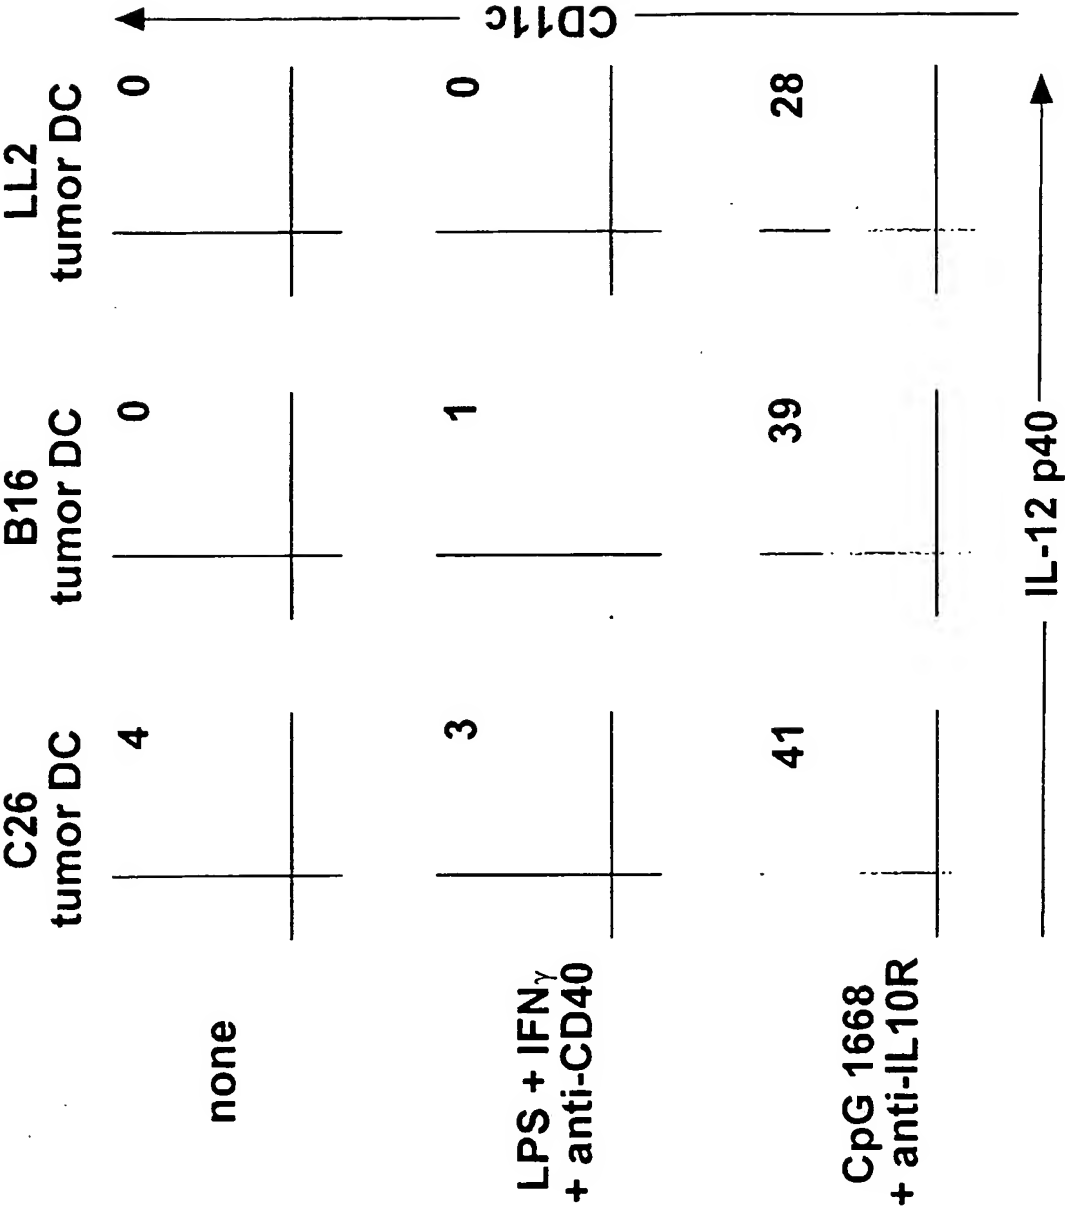 C26
tumor DC
B16
tumor DC
LL2
tumor DC
none
4
0
0
LPS + IFNγ
+ anti-CD40
3
1
0
CpG 1668
+ anti-IL10R
41
39
28
CD11c
IL-12 p40